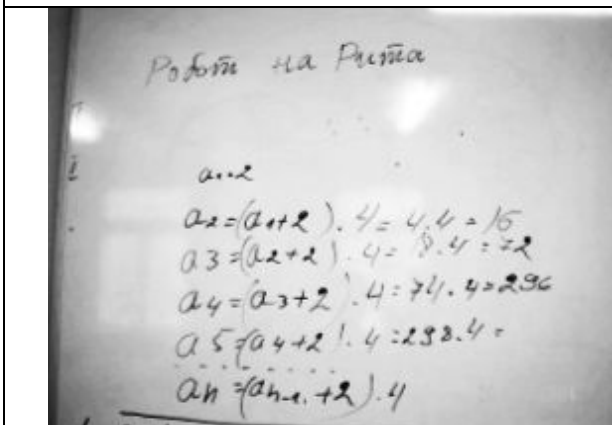 Робот на Рита
a₁=2
a₂=(a₁+2).4=4.4=16
a₃=(a₂+2).4=18.4=72
a₄=(a₃+2).4=74.4=296
a₅=(a₄+2).4=298.4=
aₙ=(aₙ₋₁+2).4